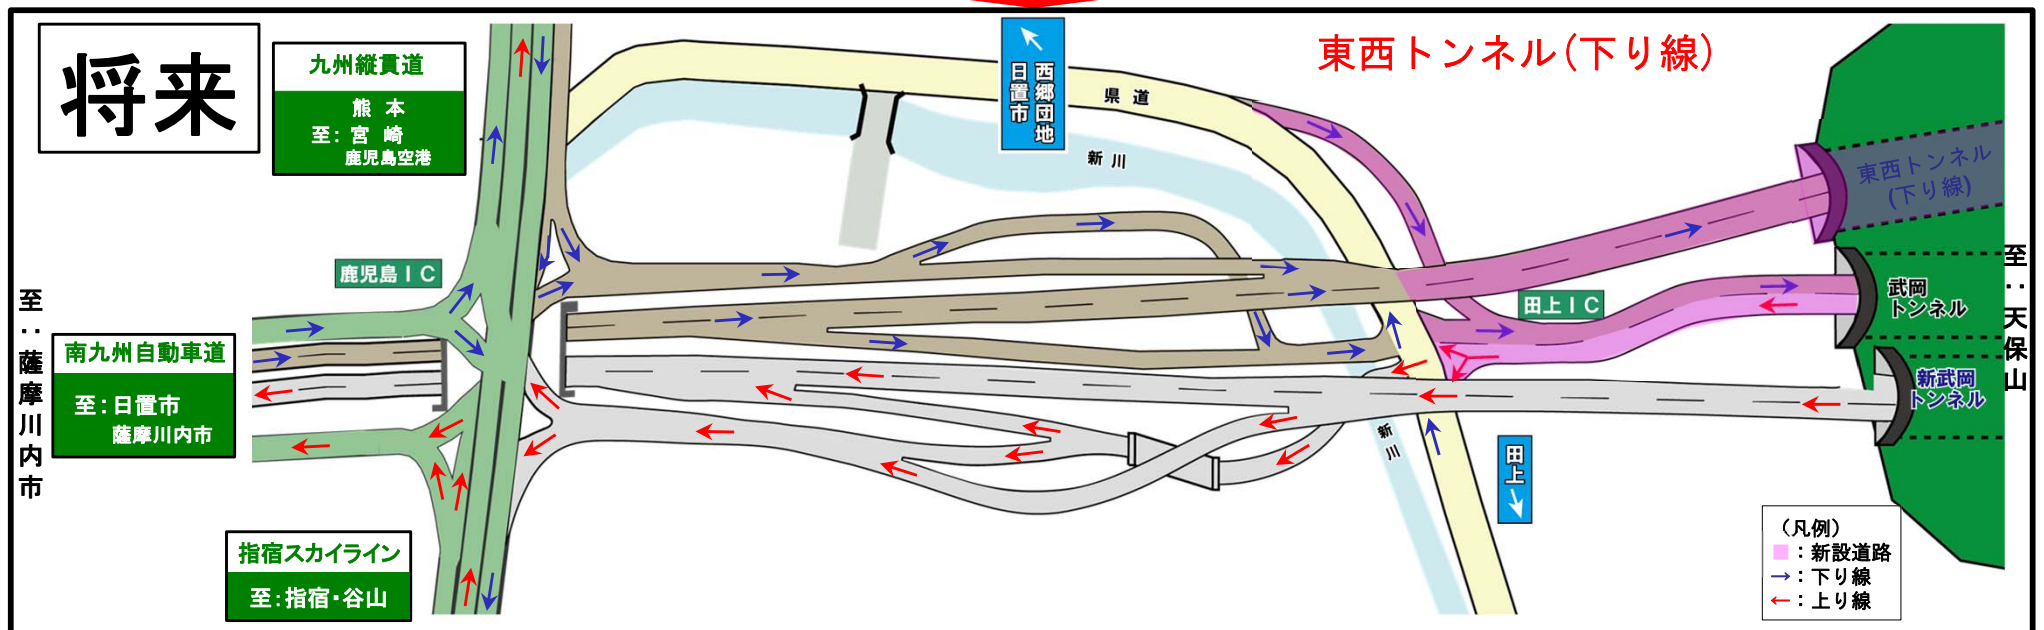 将来
九州縦貫道
熊本
至:宮崎
鹿児島空港
西郷団地
日置市
県道
東西トンネル(下り線)
新川
東西トンネル
(下り線)
鹿児島IC
至:薩摩川内市
南九州自動車道
至:日置市
薩摩川内市
田上IC
武岡
トンネル
新武岡
トンネル
至:天保山
新川
田上
指宿スカイライン
至:指宿・谷山
(凡例)
:新設道路
→:下り線
←:上り線